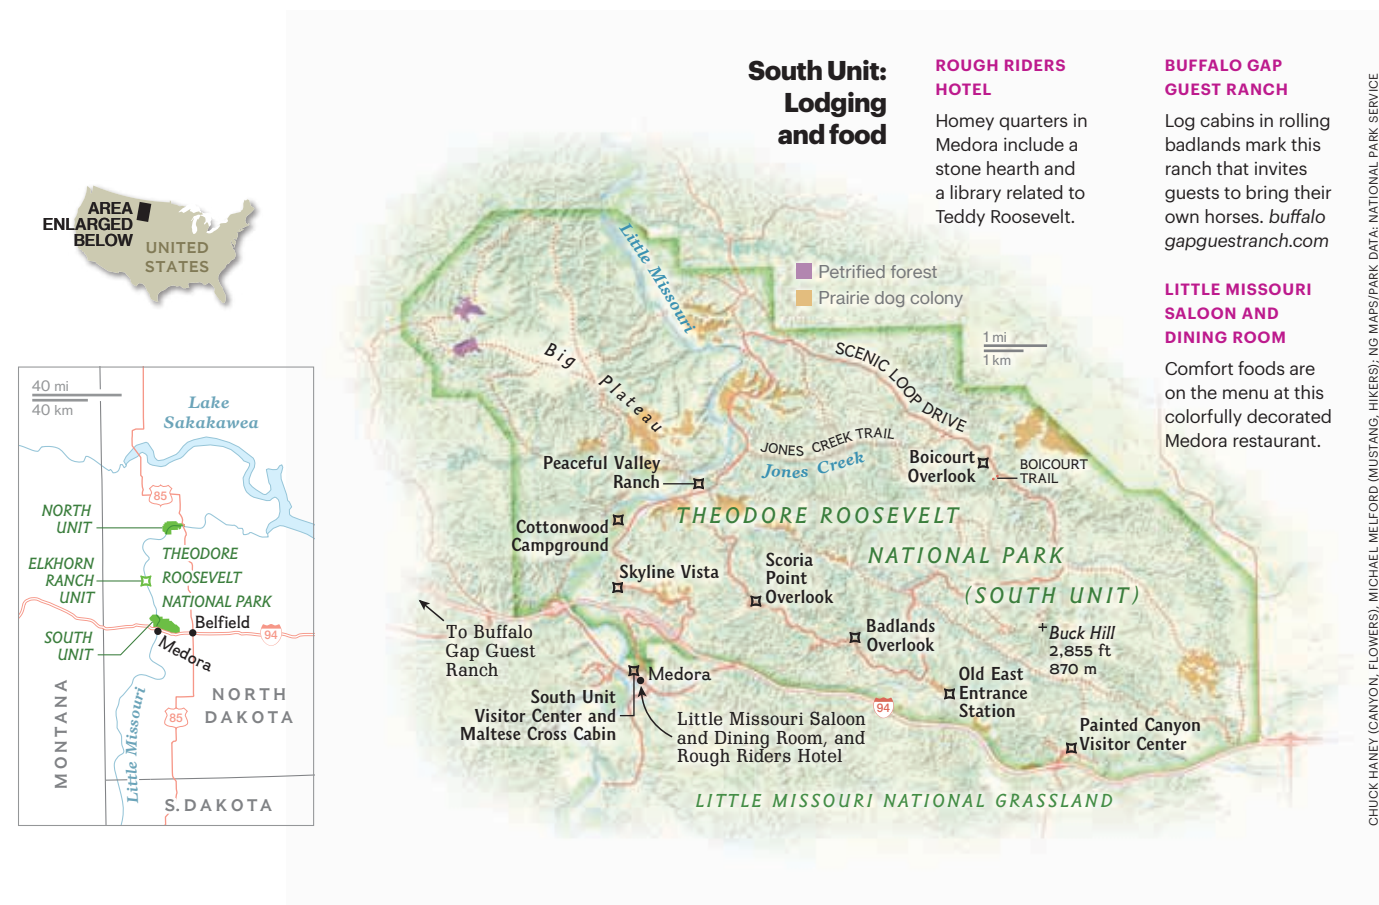 South Unit:
Lodging
and food
ROUGH RIDERS
HOTEL
Homey quarters in
Medora include a
stone hearth and
a library related to
Teddy Roosevelt.
BUFFALO GAP
GUEST RANCH
Log cabins in rolling
badlands mark this
ranch that invites
guests to bring their
own horses. buffalo
gapguestranch.com
LITTLE MISSOURI
SALOON AND
DINING ROOM
Comfort foods are
on the menu at this
colorfully decorated
Medora restaurant.
CHUCK HANEY (CANYON, FLOWERS), MICHAEL MELFORD (MUSTANG, HIKERS); NG MAPS/PARK DATA: NATIONAL PARK SERVICE
AREA
ENLARGED
BELOW
UNITED
STATES
40 mi
40 km
Lake
Sakakawea
85
NORTH
UNIT
ELKHORN
RANCH
UNIT
THEODORE
ROOSEVELT
NATIONAL PARK
SOUTH
UNIT
Belfield
94
Medora
MONTANA
Little Missouri
NORTH
DAKOTA
85
S.DAKOTA
Petrified forest
Prairie dog colony
1 mi
1 km
Little Missouri
Big Plateau
SCENIC LOOP DRIVE
JONES CREEK TRAIL
Jones Creek
Boicourt
Overlook
BOICOURT
TRAIL
Peaceful Valley
Ranch
Cottonwood
Campground
THEODORE ROOSEVELT
NATIONAL PARK
(SOUTH UNIT)
Skyline Vista
Scoria
Point
Overlook
Badlands
Overlook
+Buck Hill
2,855 ft
870 m
To Buffalo
Gap Guest
Ranch
Medora
South Unit
Visitor Center and
Maltese Cross Cabin
Little Missouri Saloon
and Dining Room, and
Rough Riders Hotel
94
Old East
Entrance
Station
Painted Canyon
Visitor Center
LITTLE MISSOURI NATIONAL GRASSLAND